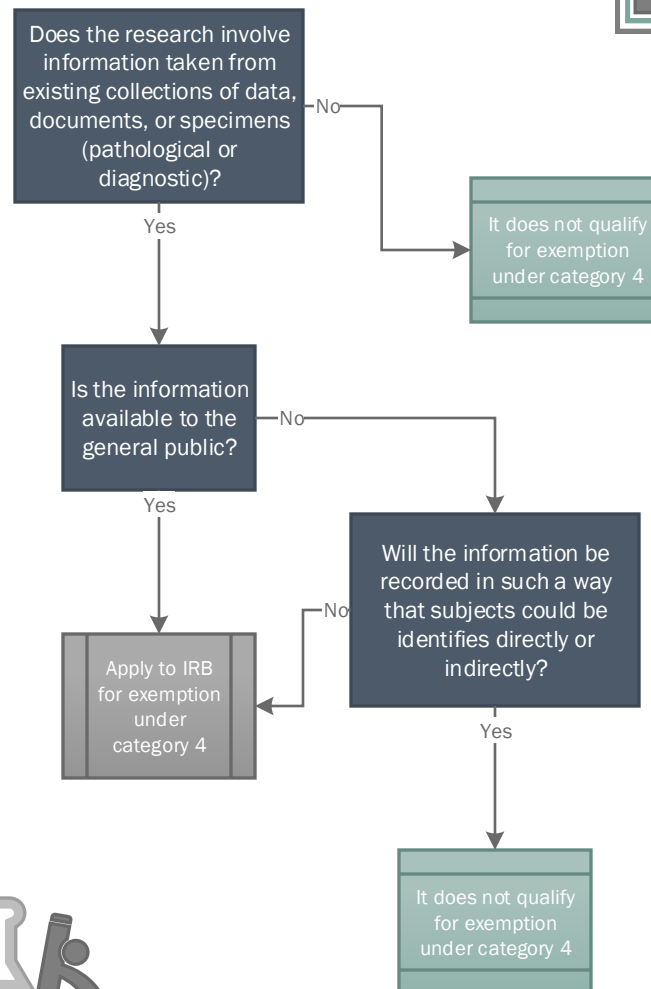 Does the research involve
information taken from
existing collections of data,
documents, or specimens
(pathological or
diagnostic)?
No
Yes
It does not qualify
for exemption
under category 4
Is the information
available to the
general public?
No
Yes
Will the information be
recorded in such a way
that subjects could be
identifies directly or
indirectly?
No
Yes
Apply to IRB
for exemption
under
category 4
It does not qualify
for exemption
under category 4